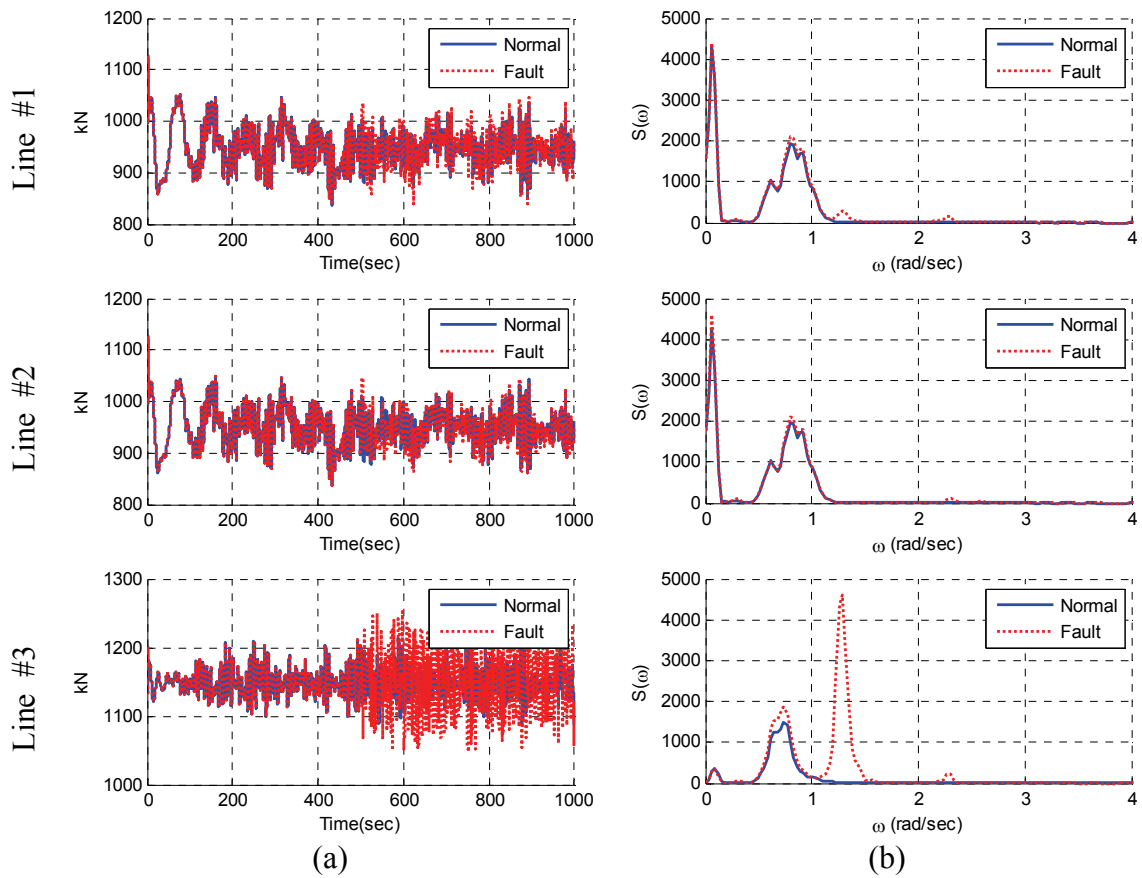 Line #1
1200
1100
1000
900
800
kN
0 200 400 600 800 1000
Time(sec)
Normal
Fault
5000
4000
3000
2000
1000
0
S(ω)
0 1 2 3 4
ω (rad/sec)
Normal
Fault
Line #2
1200
1100
1000
900
800
kN
0 200 400 600 800 1000
Time(sec)
Normal
Fault
5000
4000
3000
2000
1000
0
S(ω)
0 1 2 3 4
ω (rad/sec)
Normal
Fault
Line #3
1300
1200
1100
1000
kN
0 200 400 600 800 1000
Time(sec)
Normal
Fault
5000
4000
3000
2000
1000
0
S(ω)
0 1 2 3 4
ω (rad/sec)
Normal
Fault
(a)
(b)